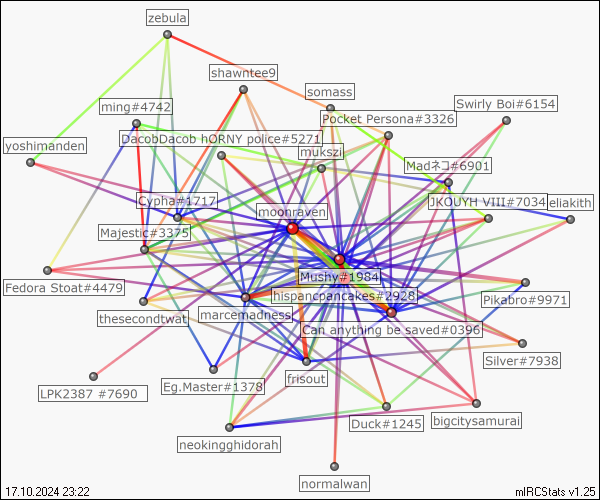 zebula
shawntee9
somass
ming#4742
Pocket Persona#3326
Swirly Boi#6154
DacobDacob hORNY police#5271
yoshimanden
mukszi
Madネコ#6901
Cypha#1717
moonraven
JKOUYH VIII#7034
eliakith
Majestic#3375
Mushy#1984
Fedora Stoat#4479
hispancpancakes#2928
Pikabro#9971
thesecondtwat
marcemadness
Can anything be saved#0396
Silver#7938
LPK2387 #7690
Eg.Master#1378
frisout
Duck#1245
bigcitysamurai
neokingghidorah
normalwan
17.10.2024 23:22
mIRCStats v1.25